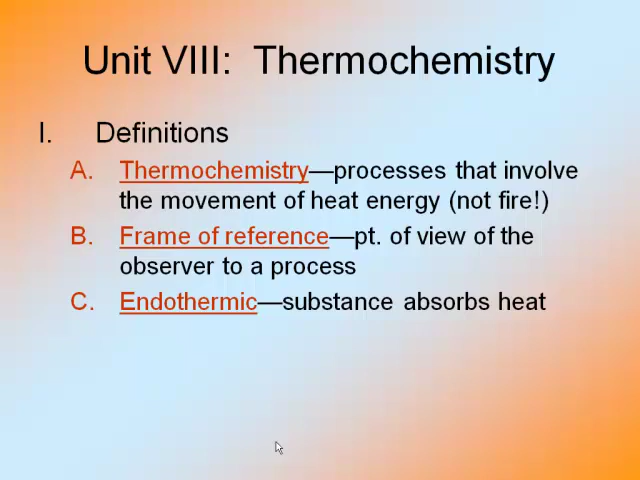 Unit VIII:  Thermochemistry
I. Definitions
A. Thermochemistry—processes that involve
the movement of heat energy (not fire!)
B. Frame of reference—pt. of view of the
observer to a process
C. Endothermic—substance absorbs heat